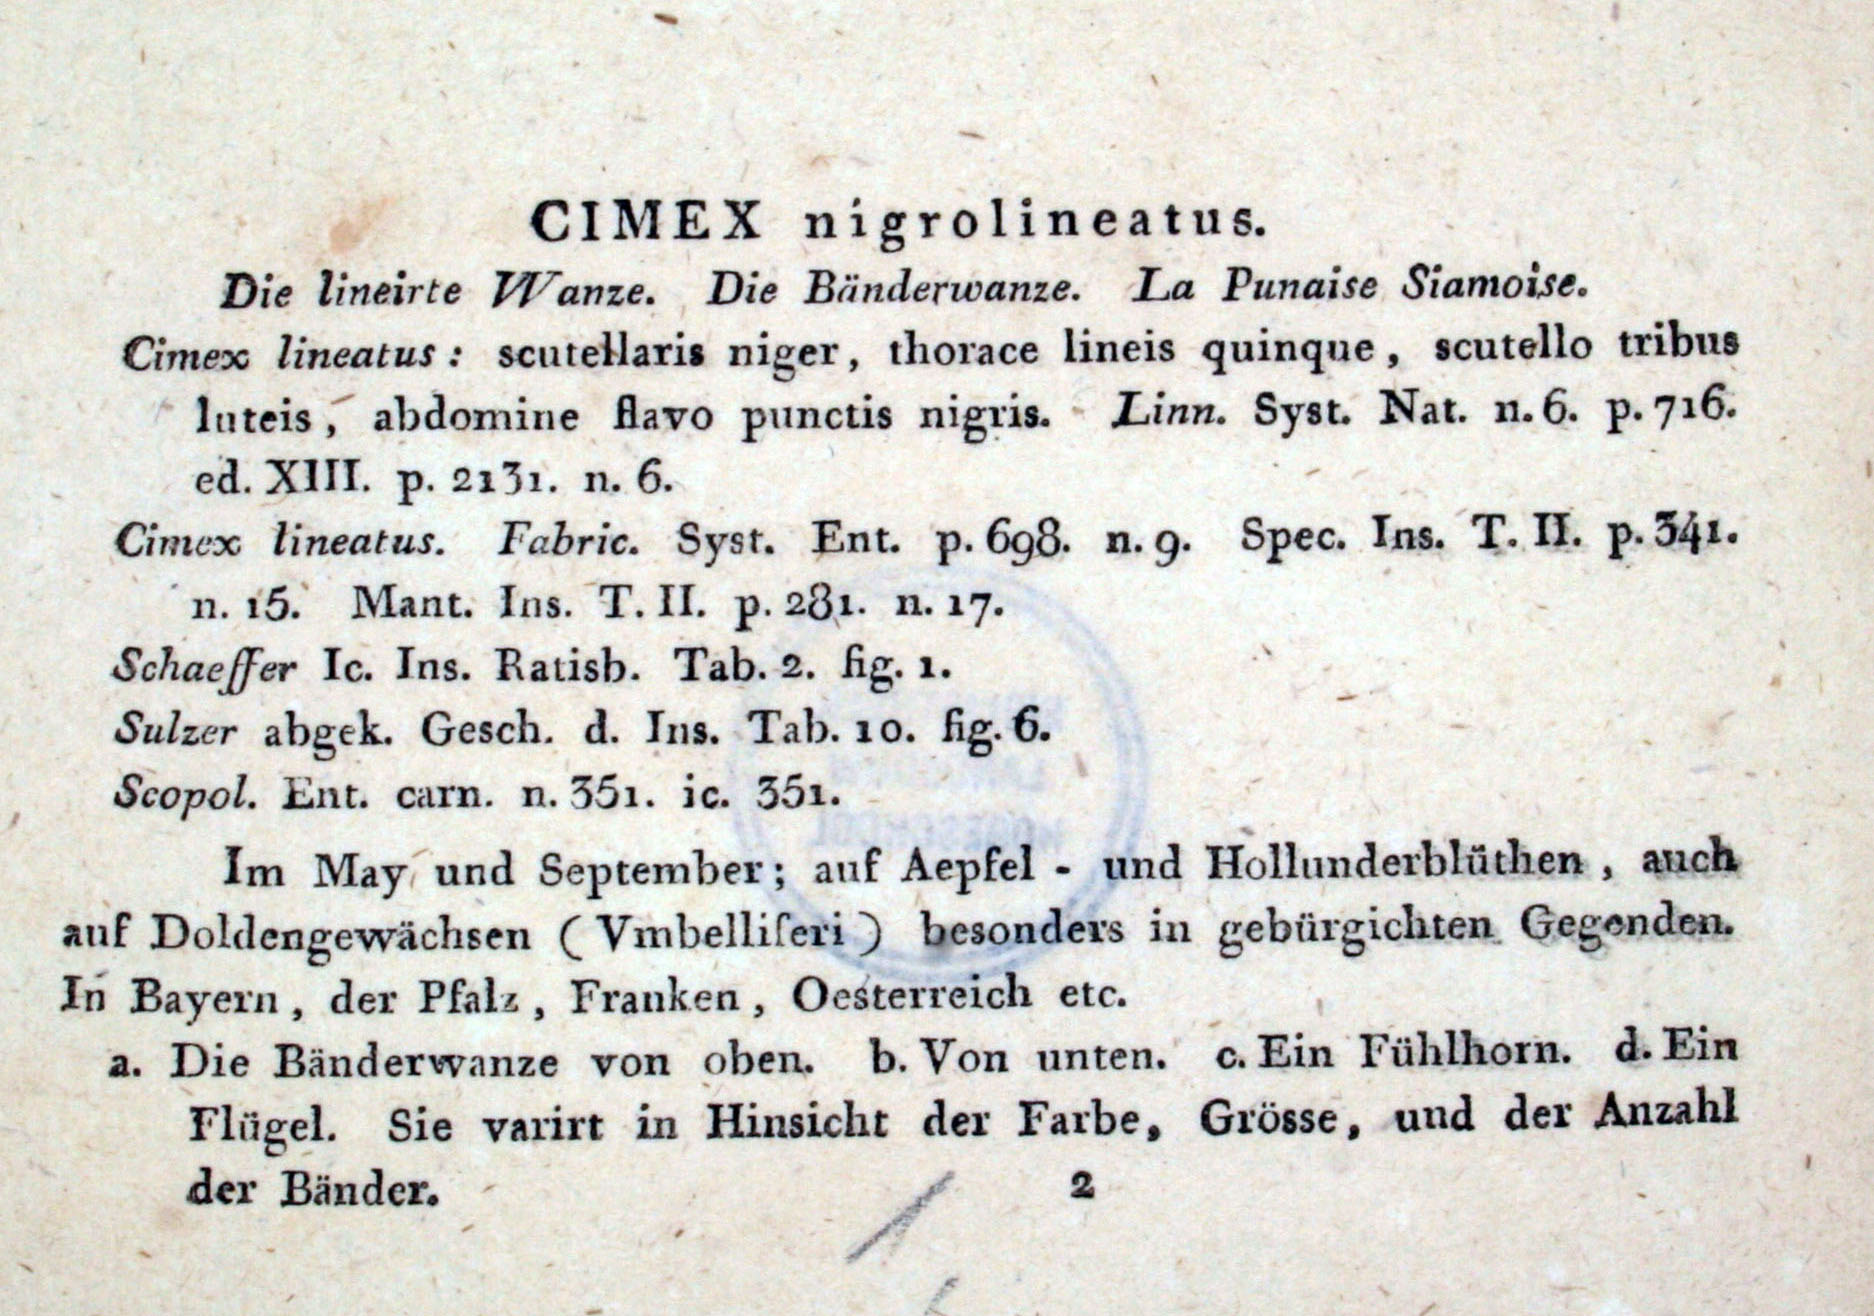 CIMEX nigrolineatus.
Die lineirte Wanze. Die Bänderwanze. La Punaise Siamoise.
Cimex lineatus: scutellaris niger, thorace lineis quinque, scutello tribus
luteis, abdomine flavo punctis nigris. Linn. Syst. Nat. n. 6. p. 716.
ed. XIII. p. 2131. n. 6.
Cimex lineatus. Fabric. Syst. Ent. p. 698. n. 9. Spec. Ins. T. II. p. 341.
n. 15. Mant. Ins. T. II. p. 281. n. 17.
Schaeffer Ic. Ins. Ratisb. Tab. 2. fig. 1.
Sulzer abgek. Gesch. d. Ins. Tab. 10. fig. 6.
Scopol. Ent. carn. n. 351. ic. 351.
Im May und September; auf Aepfel - und Hollunderblüthen, auch
auf Doldengewächsen (Vmbelliferi) besonders in gebürgichten Gegenden.
In Bayern, der Pfalz, Franken, Oesterreich etc.
a. Die Bänderwanze von oben. b. Von unten. c. Ein Fühlhorn. d. Ein
Flügel. Sie varirt in Hinsicht der Farbe, Grösse, und der Anzahl
der Bänder. 2